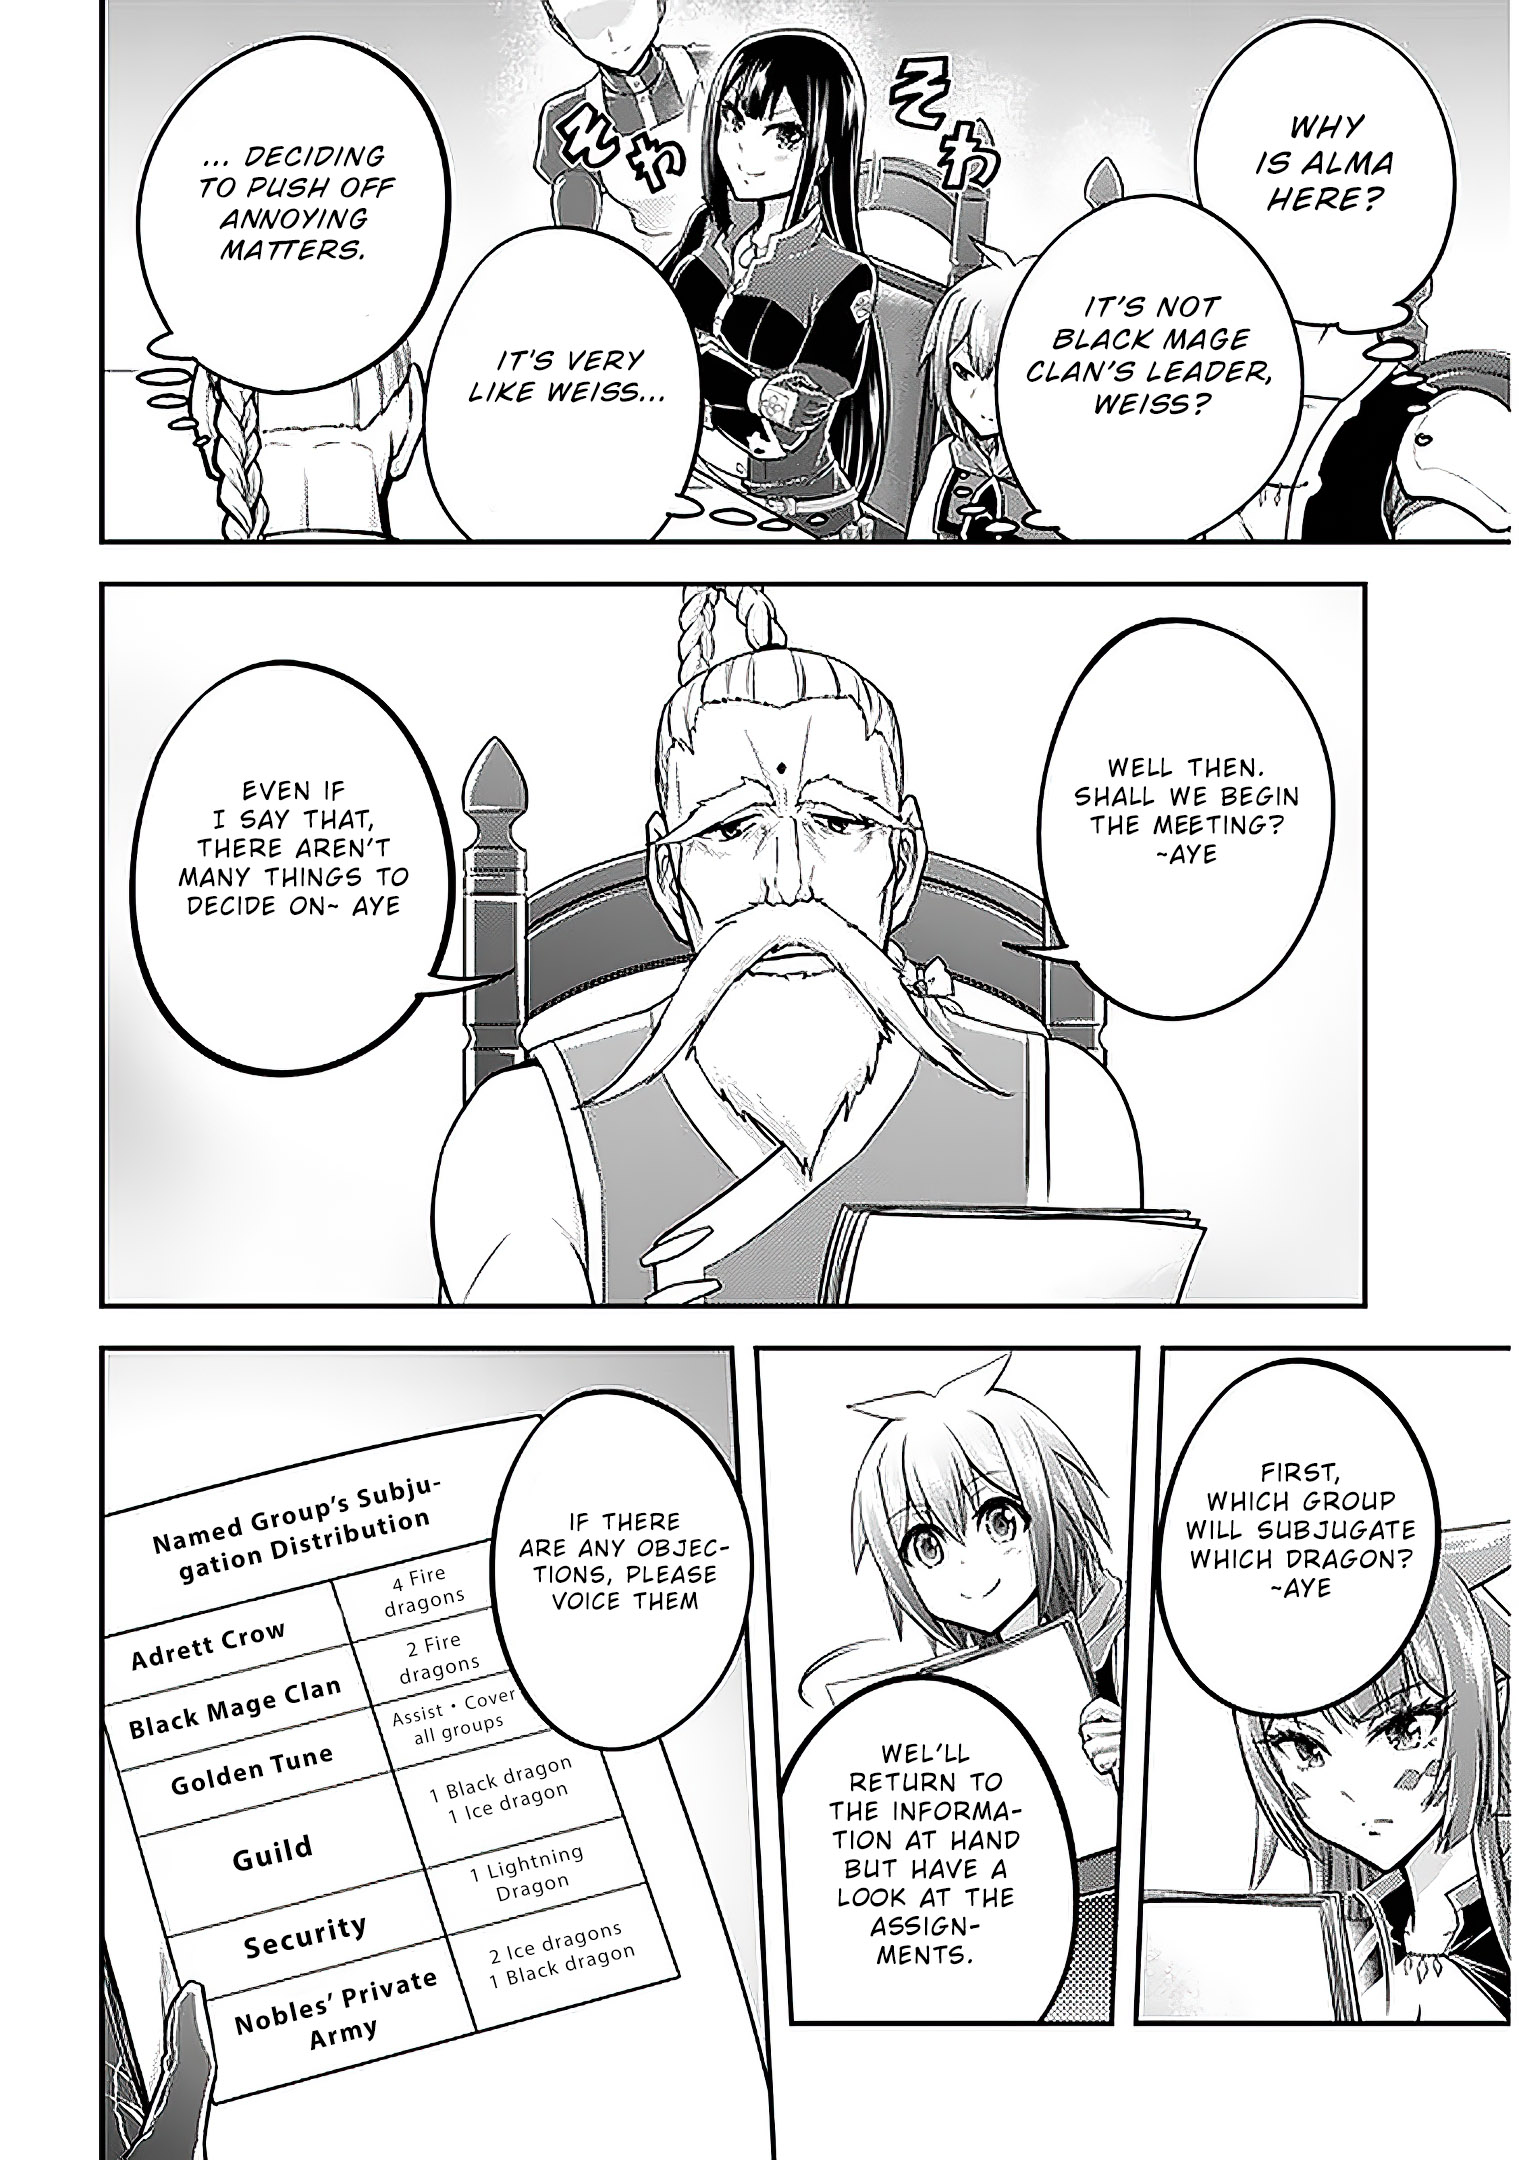 WHY
IS ALMA
HERE?
IT'S NOT
BLACK MAGE
CLAN'S LEADER,
WEISS?
そわ
そわ
IT'S VERY
LIKE WEISS...
... DECIDING
TO PUSH OFF
ANNOYING
MATTERS.
WELL THEN.
SHALL WE BEGIN
THE MEETING?
~AYE
EVEN IF
I SAY THAT,
THERE AREN'T
MANY THINGS TO
DECIDE ON~ AYE
FIRST,
WHICH GROUP
WILL SUBJUGATE
WHICH DRAGON?
~AYE
WEL'LL
RETURN TO
THE INFORMA-
TION AT HAND
BUT HAVE A
LOOK AT THE
ASSIGN-
MENTS.
IF THERE
ARE ANY OBJEC-
TIONS, PLEASE
VOICE THEM
Named Group's Subju-
gation Distribution
Adrett Crow
4 Fire
dragons
Black Mage Clan
2 Fire
dragons
Golden Tune
Assist・Cover
all groups
Guild
1 Black dragon
1 Ice dragon
Security
1 Lightning
Dragon
Nobles' Private
Army
2 Ice dragons
1 Black dragon